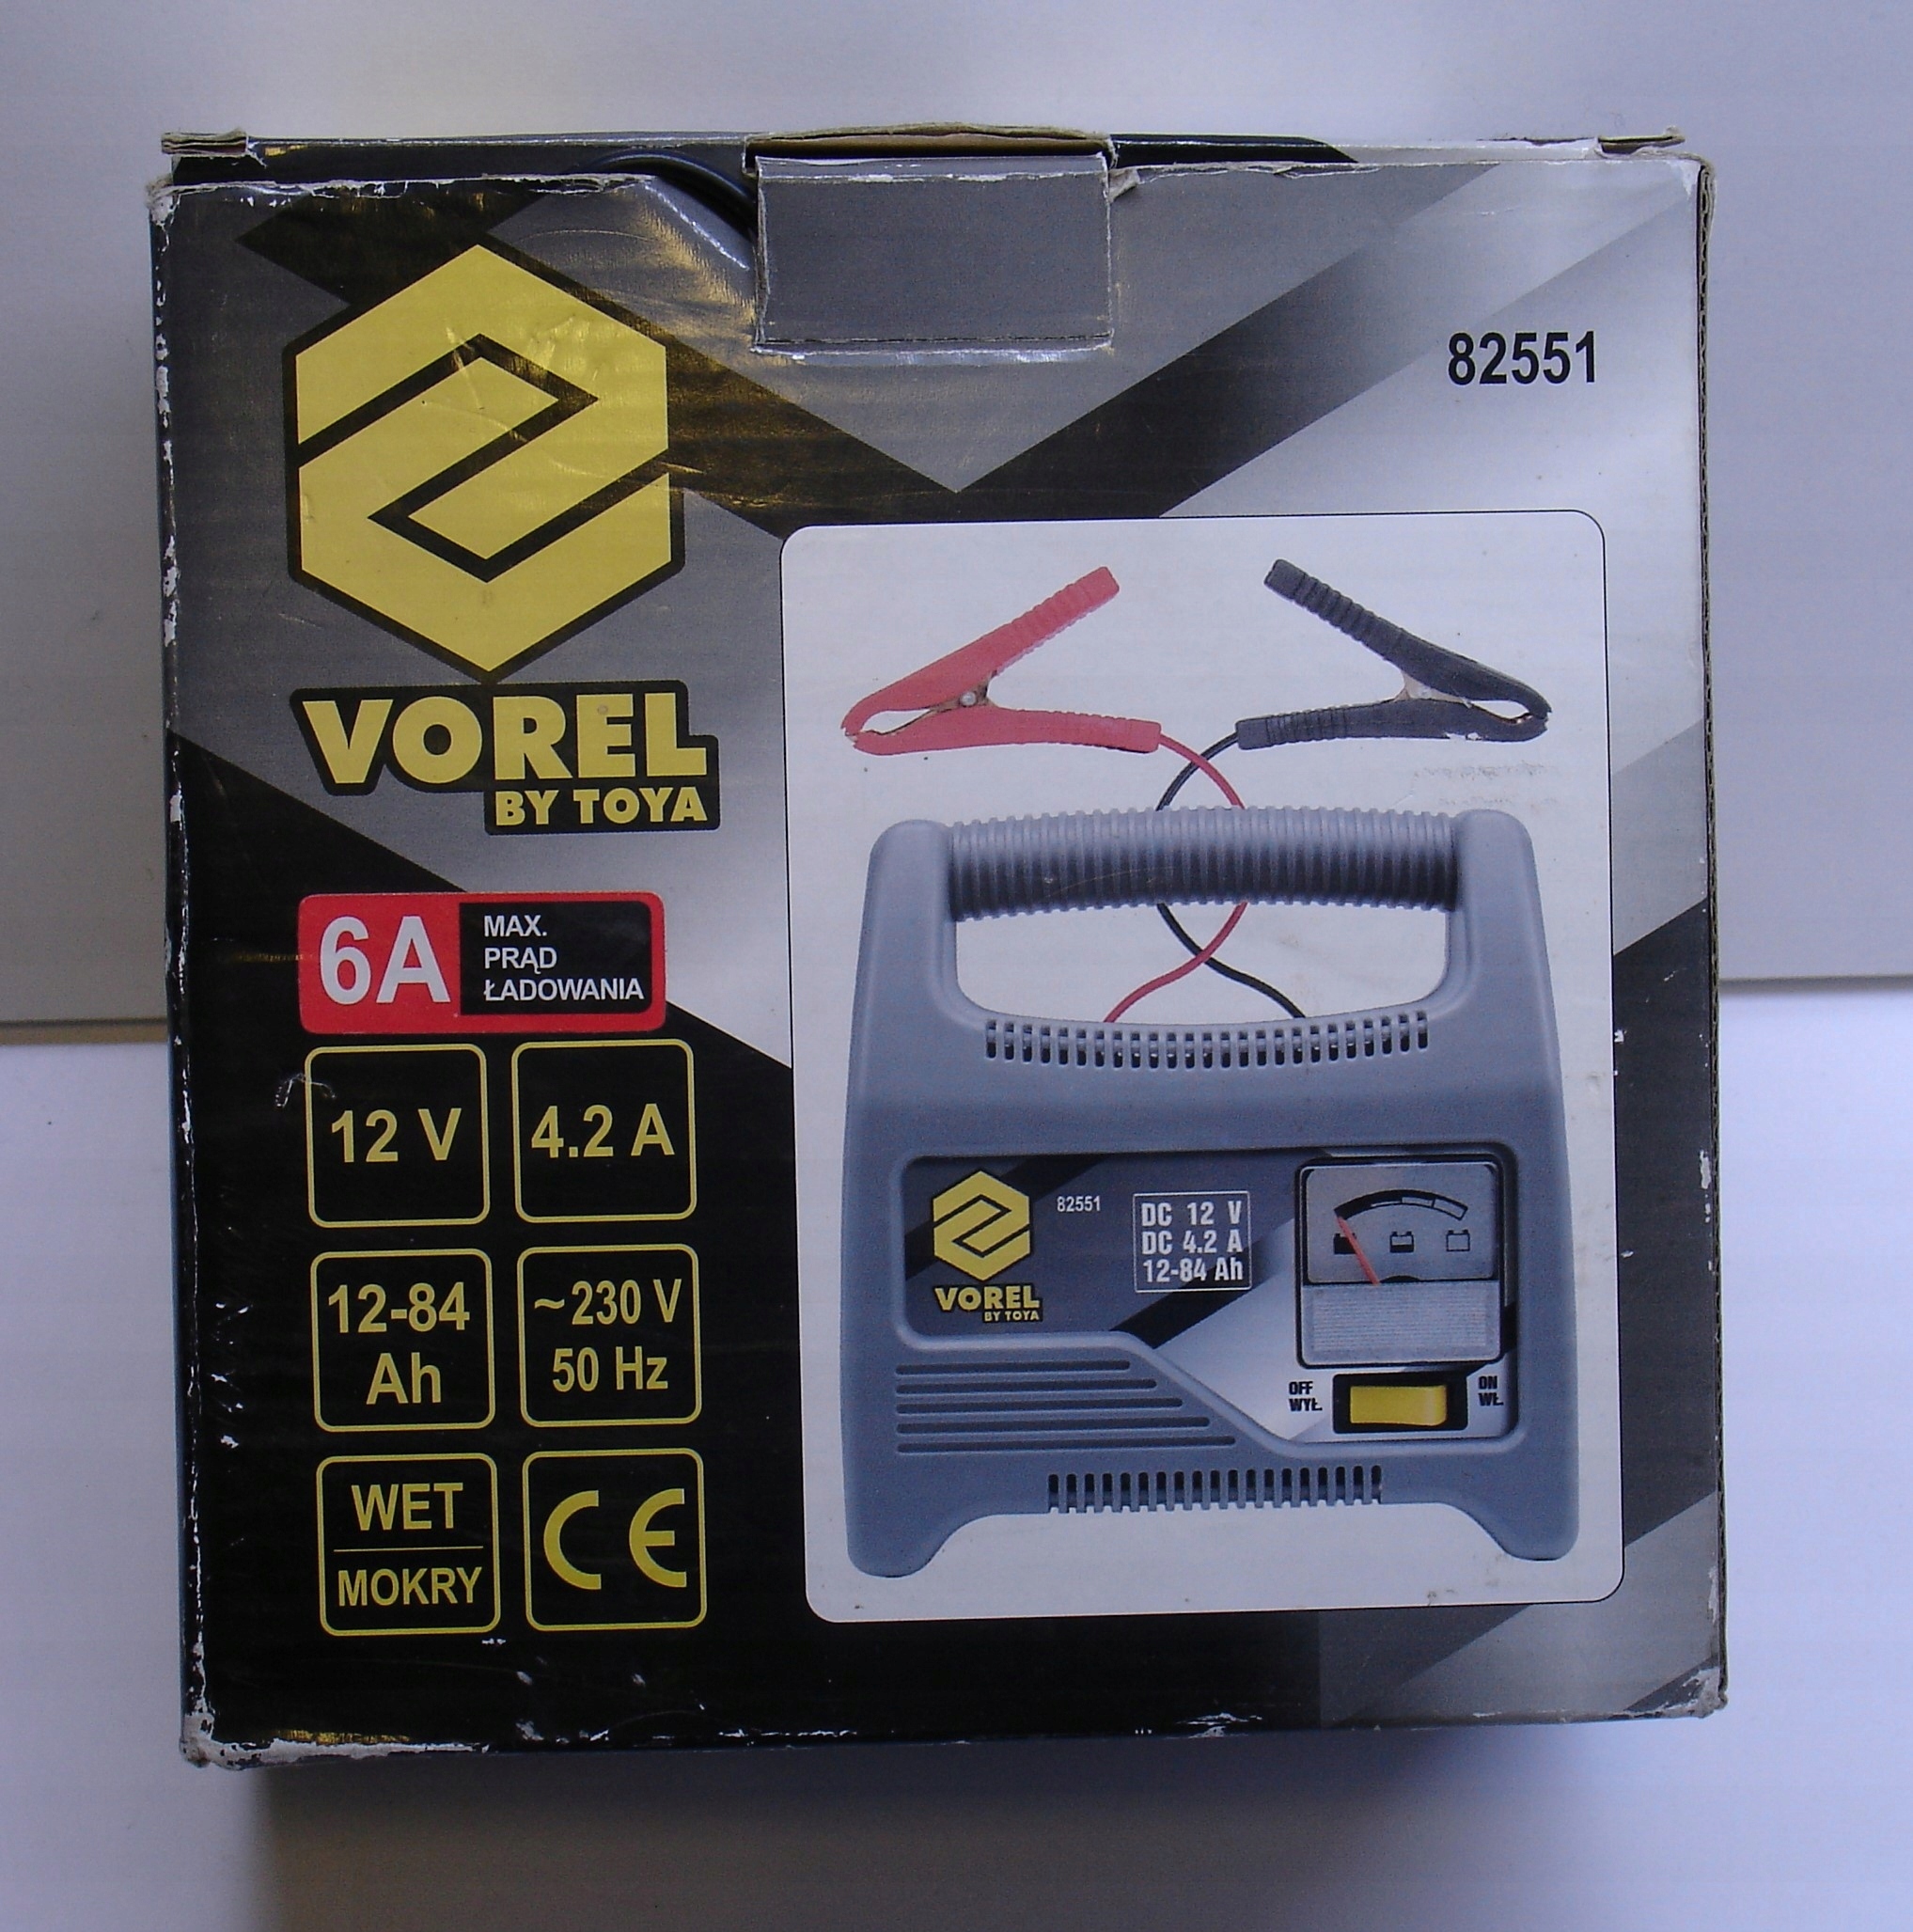 82551
VOREL
BY TOYA
6A
MAX.
PRĄD
ŁADOWANIA
12 V
4.2 A
12-84
Ah
~230 V
50 Hz
WET
MOKRY
CE
82551
VOREL
BY TOYA
DC 12 V
DC 4.2 A
12-84 Ah
OFF
WYŁ.
ON
WŁ.